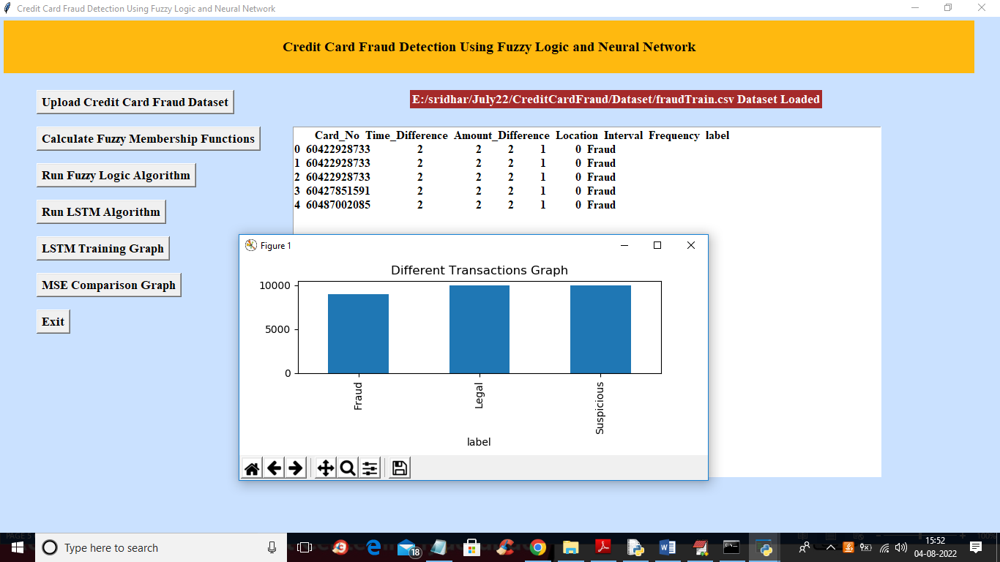 Credit Card Fraud Detection Using Fuzzy Logic and Neural Network
Credit Card Fraud Detection Using Fuzzy Logic and Neural Network
Upload Credit Card Fraud Dataset
E:/sridhar/July22/CreditCardFraud/Dataset/fraudTrain.csv Dataset Loaded
Calculate Fuzzy Membership Functions
Run Fuzzy Logic Algorithm
Run LSTM Algorithm
LSTM Training Graph
MSE Comparison Graph
Exit
Card_No Time_Difference Amount_Difference Location Interval Frequency label
0 60422928733 2 2 2 1 0 Fraud
1 60422928733 2 2 2 1 0 Fraud
2 60422928733 2 2 2 1 0 Fraud
3 60427851591 2 2 2 1 0 Fraud
4 60487002085 2 2 2 1 0 Fraud
Figure 1
Different Transactions Graph
10000
5000
0
Fraud
Legal
Suspicious
label
Type here to search
18
15:52
04-08-2022